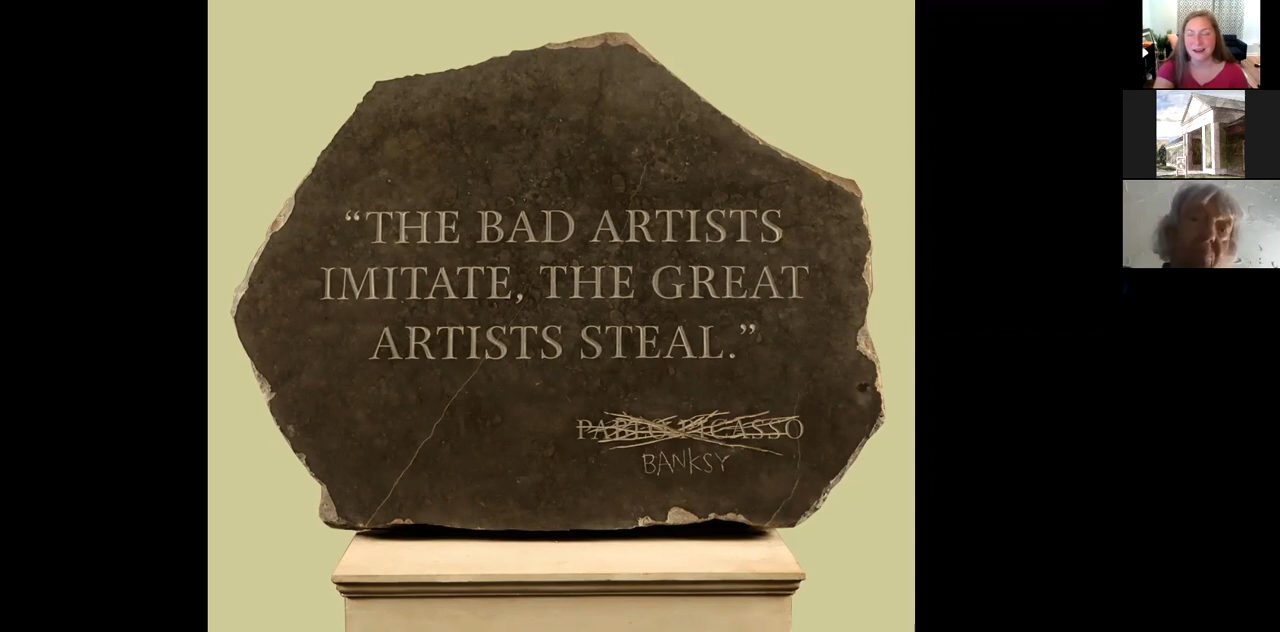 “THE BAD ARTISTS
IMITATE, THE GREAT
ARTISTS STEAL.”
PABLO PICASSO
BANKSY